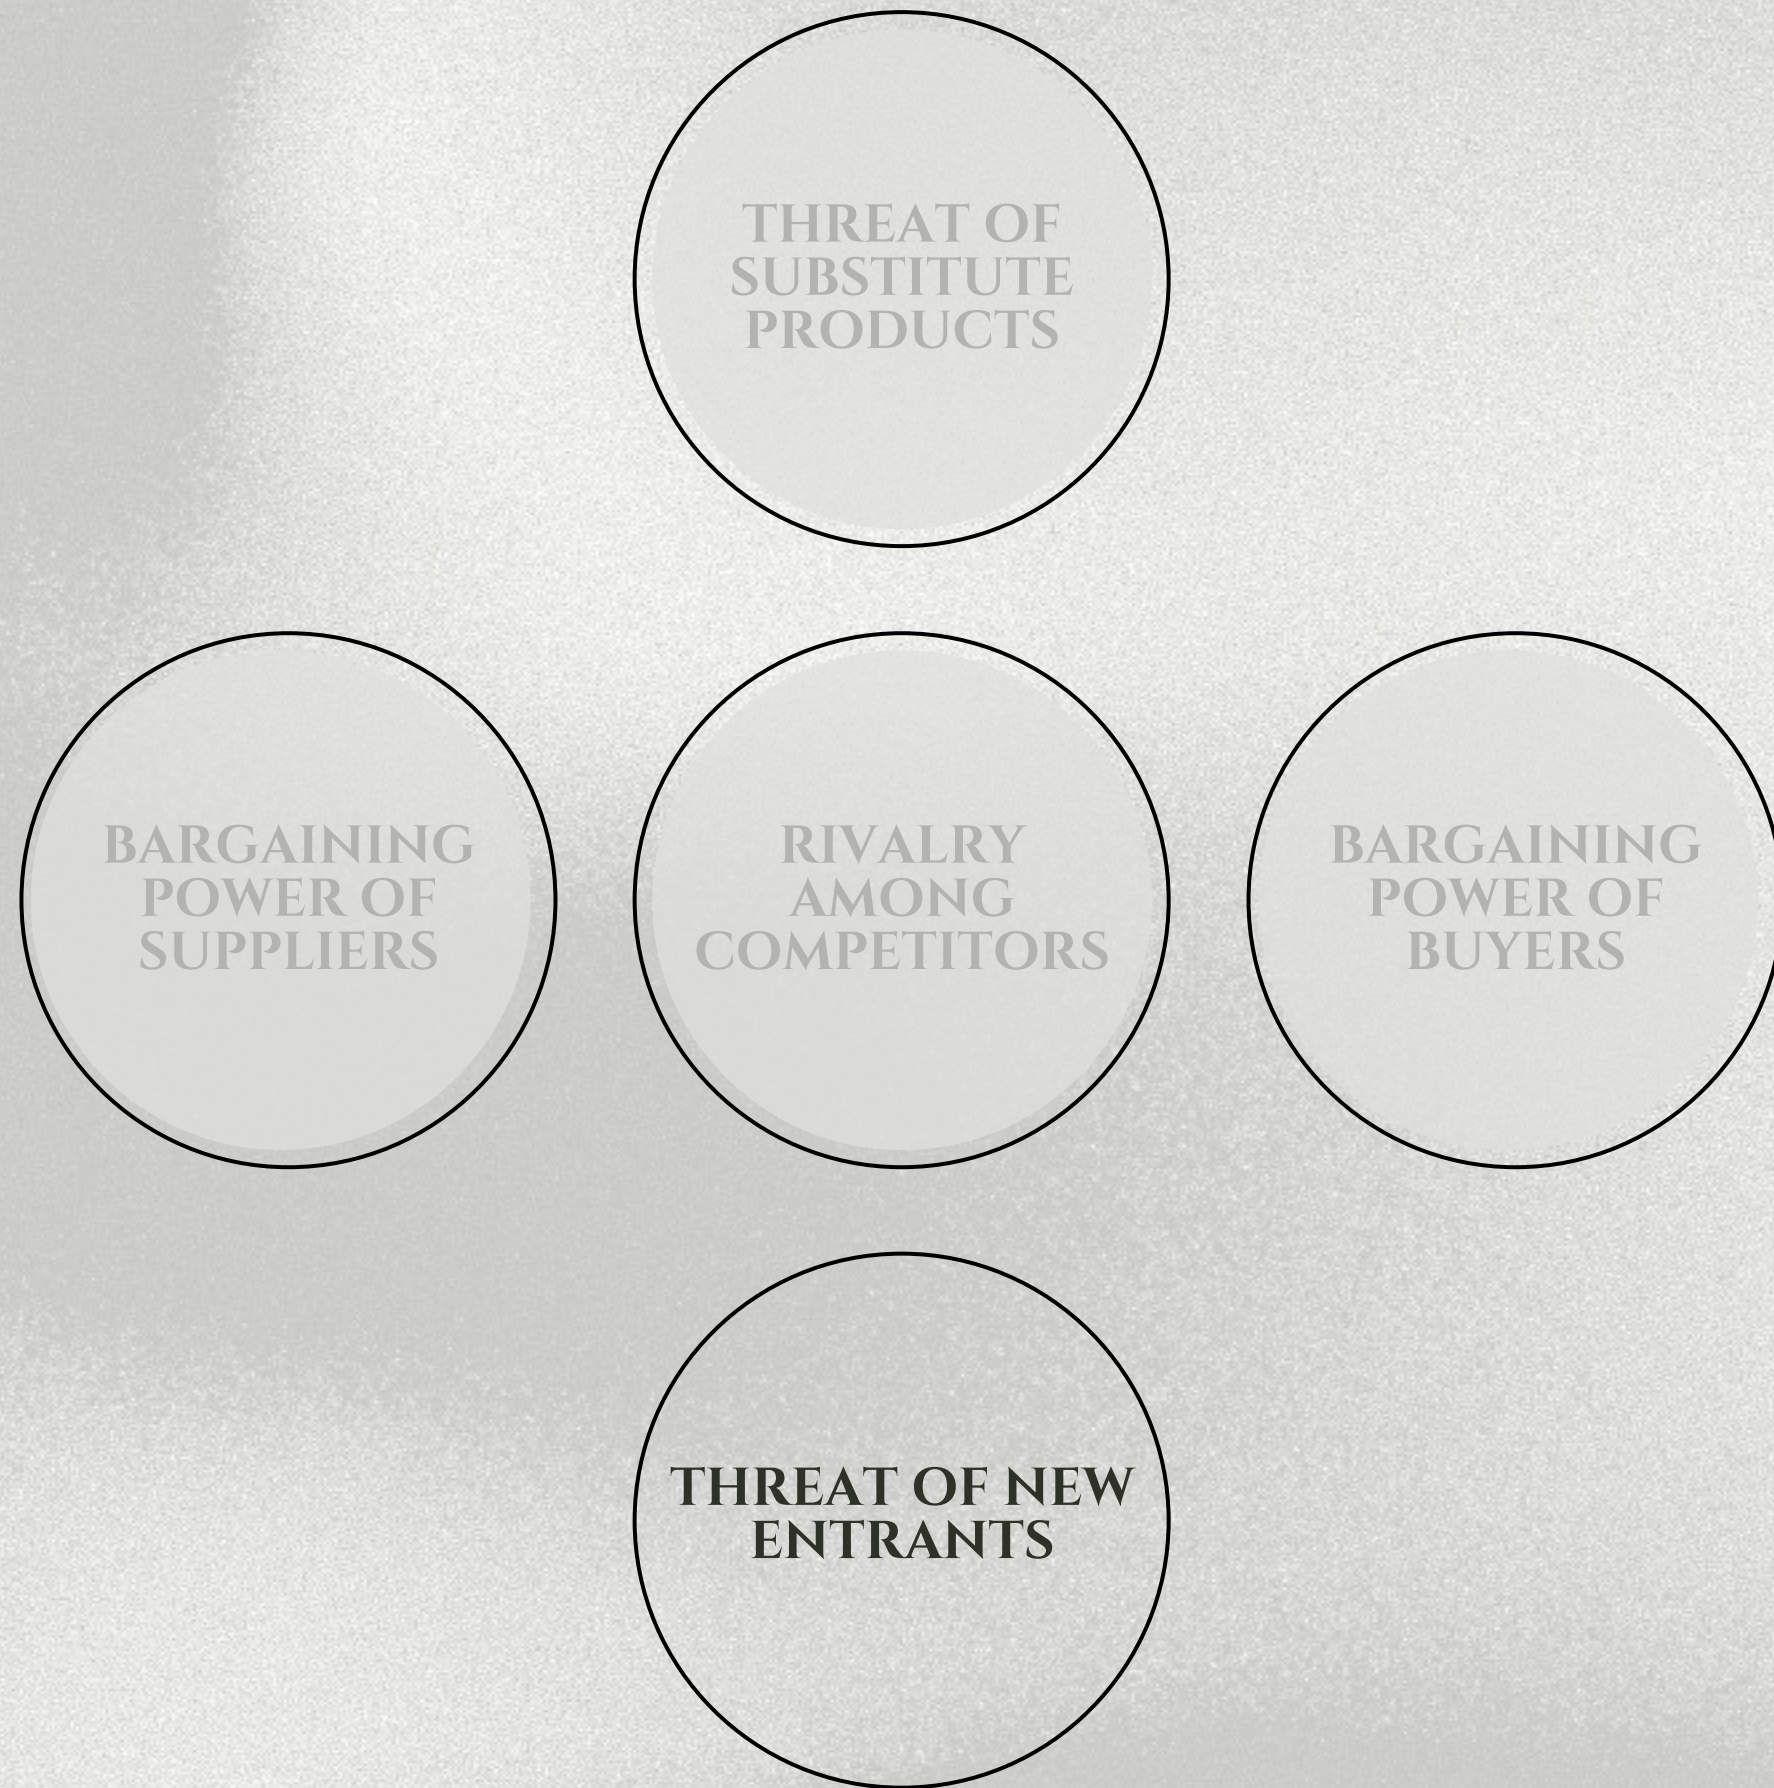 THREAT OF
SUBSTITUTE
PRODUCTS
BARGAINING
POWER OF
SUPPLIERS
RIVALRY
AMONG
COMPETITORS
BARGAINING
POWER OF
BUYERS
THREAT OF NEW
ENTRANTS